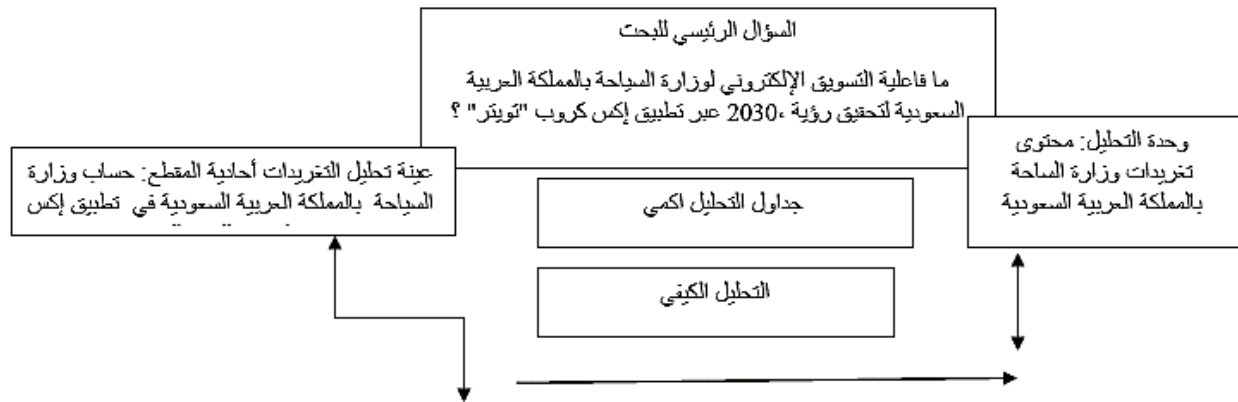 السؤال الرئيسي للبحث
ما فاعلية التسويق الإلكتروني لوزارة السياحة بالمملكة العربية
السعودية لتحقيق رؤية ،2030 عبر تطبيق إكس كروب "تويتر" ؟
وحدة التحليل: محتوى
تغريدات وزارة الساحة
بالمملكة العربية السعودية
عينة تحليل التغريدات أحادية المقطع: حساب وزارة
السياحة بالمملكة العربية السعودية في تطبيق إكس
جداول التحليل اكمي
التحليل الكيفي